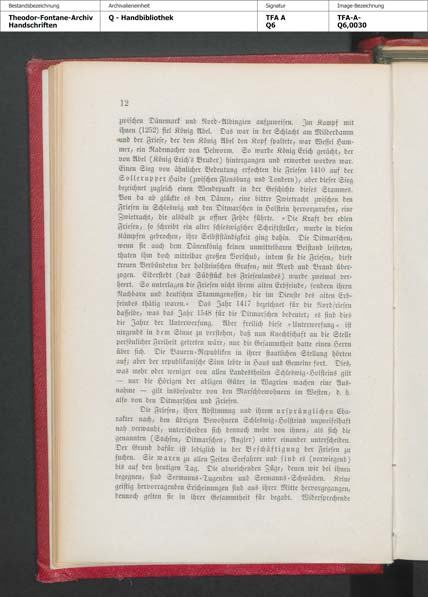 Bestandsbezeichnung
Theodor-Fontane-Archiv
Handschriften
Archivalieneinheit
Q - Handbibliothek
Signatur
TFA A
Q6
Image-Bezeichnung
TFA-A-
Q6,0030
12
zwischen Dänemark und Nord-Albingien aufzuweisen. Im Kampf mit
ihnen (1252) fiel König Abel. Das war in der Schlacht am Milderdamm
und der Friese, der dem König Abel den Kopf spaltete, war Wessel Hum-
mer, ein Rademacher von Pelworm. So wurde König Erich gerächt, der
von Abel (König Erich's Bruder) hintergangen und ermordet worden war.
Einen Sieg von ähnlicher Bedeutung erfochten die Friesen 1410 auf der
Sollerupper Haide (zwischen Flensburg und Tondern), aber dieser Sieg
bezeichnet zugleich einen Wendepunkt in der Geschichte dieses Stammes.
Von da ab glückte es den Dänen, eine bittre Zwietracht zwischen den
Friesen in Schleswig und den Ditmarschen in Holstein hervorzurufen, eine
Zwietracht, die alsbald zu offner Fehde führte. »Die Kraft der edlen
Friesen, so schreibt ein alter schleswigscher Schriftsteller, wurde in diesen
Kämpfen gebrochen, ihre Selbstständigkeit ging dahin. Die Ditmarschen,
wenn sie auch dem Dänenkönig keinen unmittelbaren Beistand leisteten,
thaten ihm doch mittelbar großen Vorschub, indem sie die Friesen, diese
treuen Verbündeten der holsteinschen Grafen, mit Mord und Brand über-
zogen. Eiderstedt (das Südstück des Frieslandes) wurde zweimal ver-
heert. So unterlagen die Friesen nicht ihrem alten Erbfeinde, sondern ihren
Nachbarn und deutschen Stammgenossen, die im Dienste des alten Erb-
feindes thätig waren.« Das Jahr 1417 bezeichnet für die Nordfriesen
dasselbe, was das Jahr 1548 für die Ditmarschen bedeutet; es sind dies
die Jahre der Unterwerfung. Aber freilich diese »Unterwerfung« ist
nirgends in dem Sinne zu verstehen, daß nun Knechtschaft an die Stelle
persönlicher Freiheit getreten wäre, nur die Gesammtheit hatte einen Herrn
über sich. Die Bauern-Republiken in ihrer staatlichen Stellung hörten
auf; aber der republikanische Sinn lebte in Haus und Gemeine fort. Dies,
was mehr oder weniger von allen Landestheilen Schleswig-Holsteins gilt
— nur die Hörigen der adligen Güter in Wagrien machen eine Aus-
nahme — gilt insbesondre von den Marschbewohnern im Westen, d. h.
also von den Ditmarschen und Friesen.
Die Friesen, ihrer Abstimmung und ihrem ursprünglichen Cha-
rakter nach, den übrigen Bewohnern Schleswig-Holsteins unzweifelhaft
nah verwandt, unterscheiden sich dennoch mehr von ihnen, als sich die
genannten (Sachsen, Ditmarschen, Angler) unter einander unterscheiden.
Der Grund dafür ist lediglich in der Beschäftigung der Friesen zu
suchen. Sie waren zu allen Zeiten Seefahrer und sind es (vorwiegend)
bis auf den heutigen Tag. Die abweichenden Züge, denen wir bei ihnen
begegnen, sind Seemanns-Tugenden und Seemanns-Schwächen. Keine
geistig hervorragenden Erscheinungen sind aus ihrer Mitte hervorgegangen,
dennoch gelten sie in ihrer Gesammtheit für begabt. Widersprechende